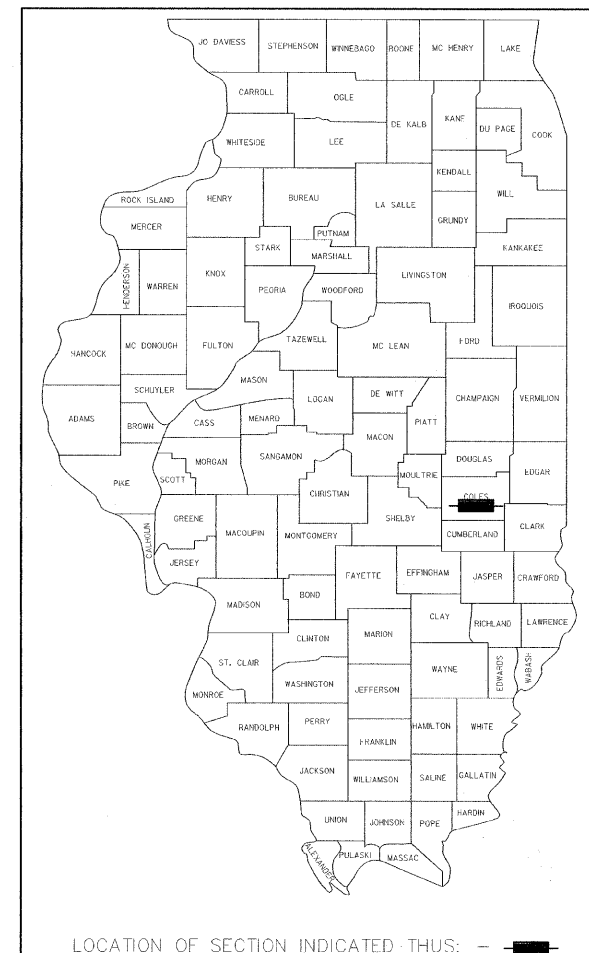 JO DAVIESS STEPHENSON WINNEBAGO BOONE MC HENRY LAKE
CARROLL OGLE
DE KALB KANE DU PAGE COOK
WHITESIDE LEE
KENDALL WILL
ROCK ISLAND HENRY BUREAU LA SALLE GRUNDY
MERCER PUTNAM
STARK MARSHALL KANKAKEE
HENDERSON WARREN KNOX PEORIA WOODFORD LIVINGSTON
IROQUOIS
HANCOCK MC DONOUGH FULTON TAZEWELL MC LEAN FORD
MASON
SCHUYLER LOGAN DE WITT CHAMPAIGN VERMILION
ADAMS BROWN CASS MENARD MACON PIATT
MORGAN SANGAMON DOUGLAS
PIKE SCOTT CHRISTIAN MOULTRIE EDGAR
COLES
CALHOUN GREENE MACOUPIN MONTGOMERY SHELBY CUMBERLAND CLARK
JERSEY
FAYETTE EFFINGHAM JASPER CRAWFORD
MADISON BOND
CLAY RICHLAND LAWRENCE
CLINTON MARION
ST. CLAIR WAYNE EDWARDS WABASH
WASHINGTON JEFFERSON
MONROE
RANDOLPH PERRY HAMILTON WHITE
FRANKLIN
JACKSON WILLIAMSON SALINE GALLATIN
HARDIN
UNION JOHNSON POPE
ALEXANDER PULASKI MASSAC
LOCATION OF SECTION INDICATED THUS: -